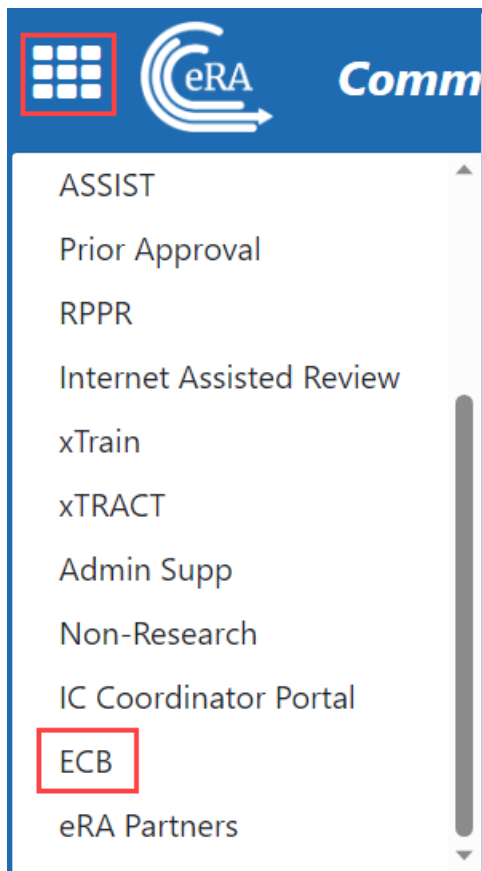 eRA
Comm
ASSIST
Prior Approval
RPPR
Internet Assisted Review
xTrain
xTRACT
Admin Supp
Non-Research
IC Coordinator Portal
ECB
eRA Partners